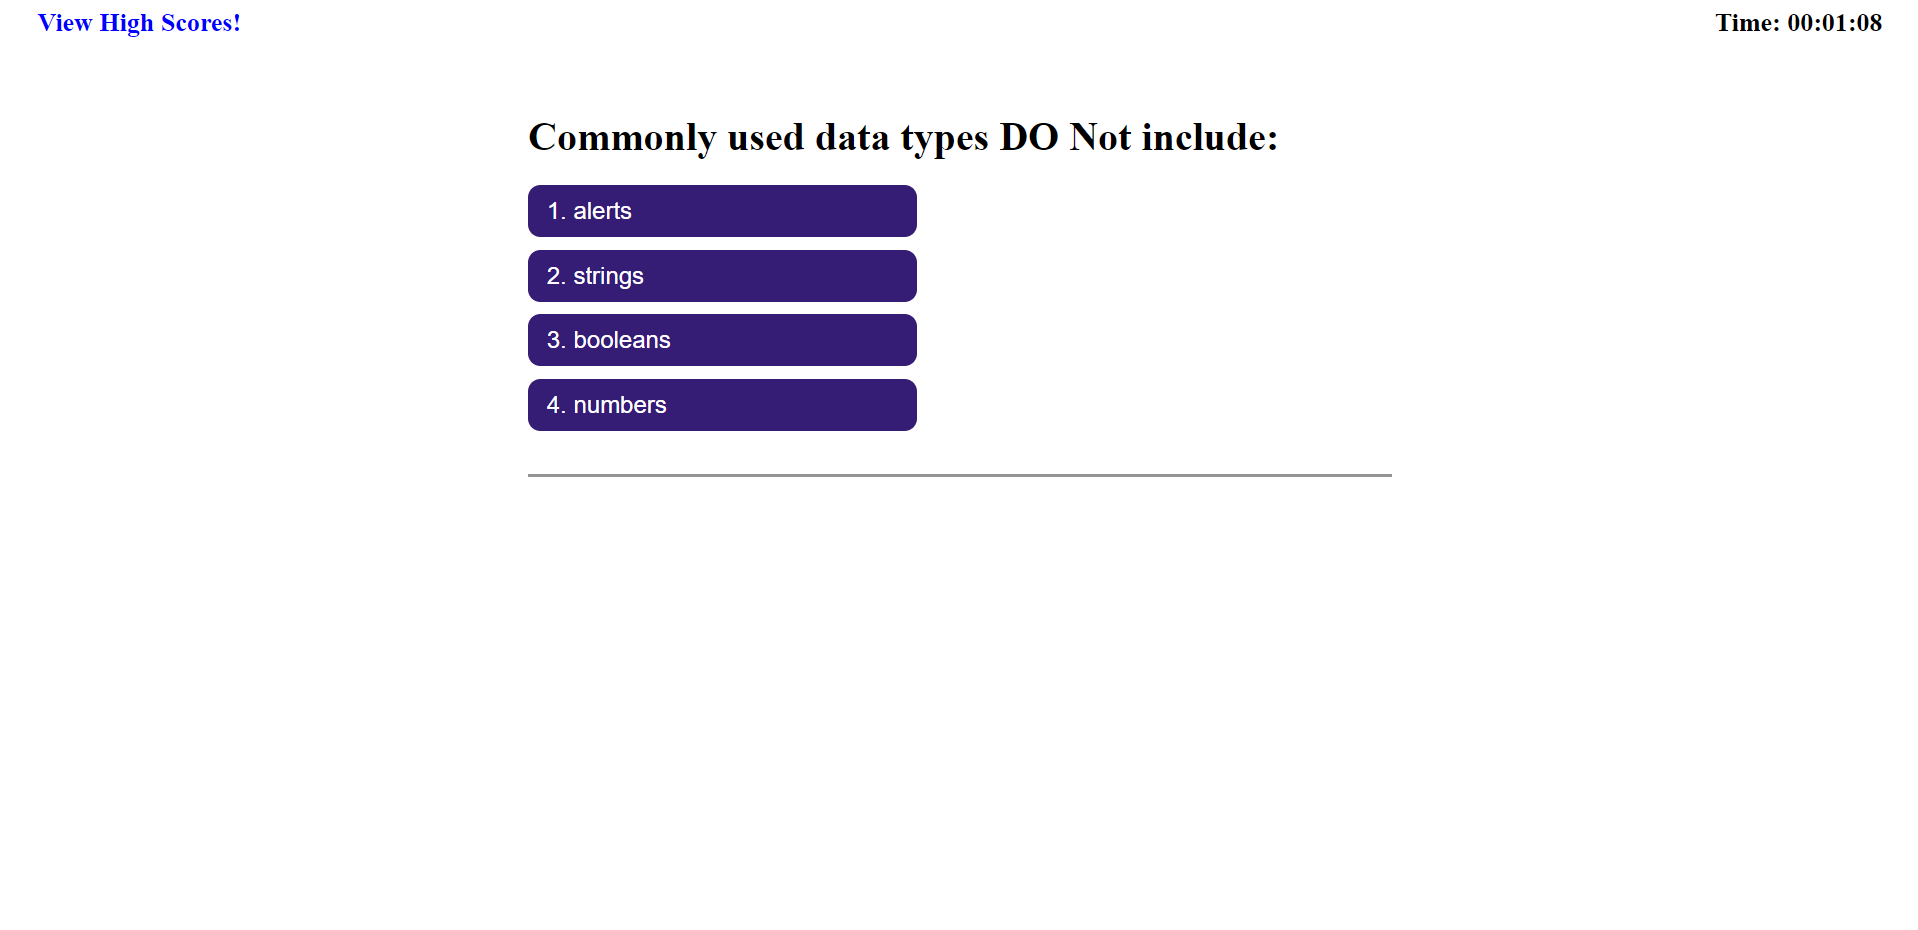 View High Scores!
Time: 00:01:08
Commonly used data types DO Not include:
1. alerts
2. strings
3. booleans
4. numbers